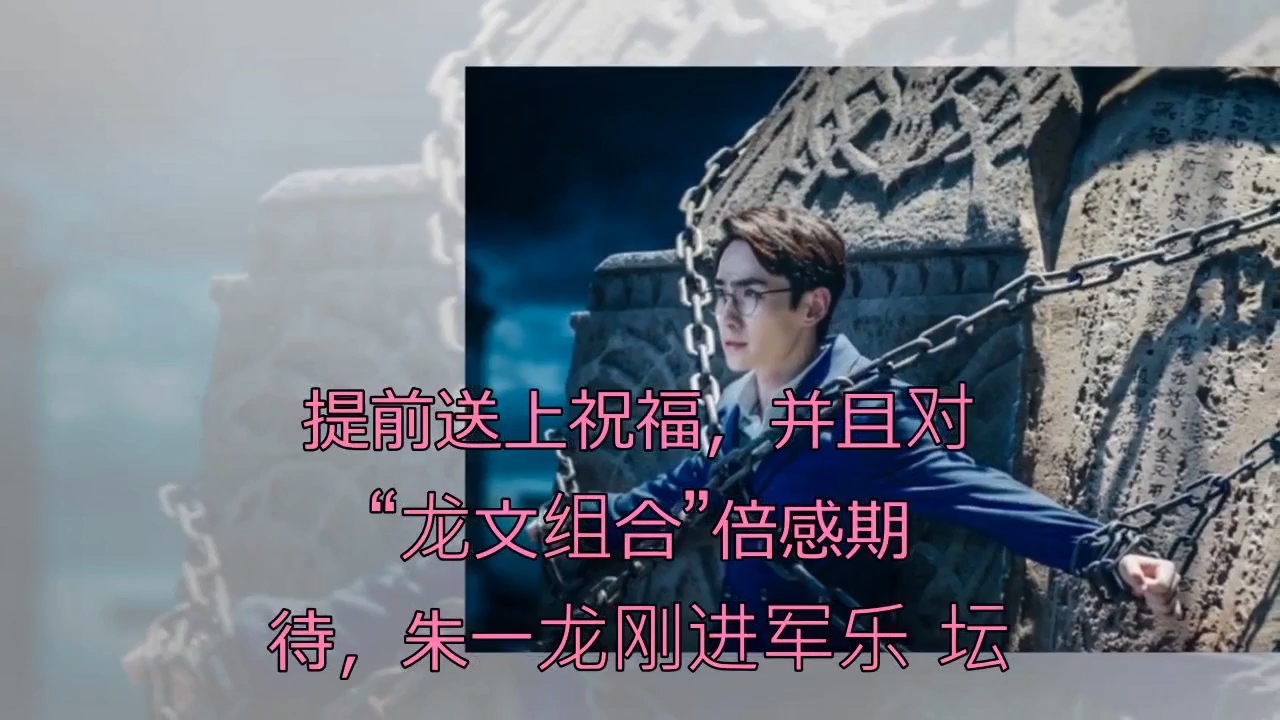 提前送上祝福，并且对
“龙文组合”倍感期
待，朱一龙刚进军乐 坛